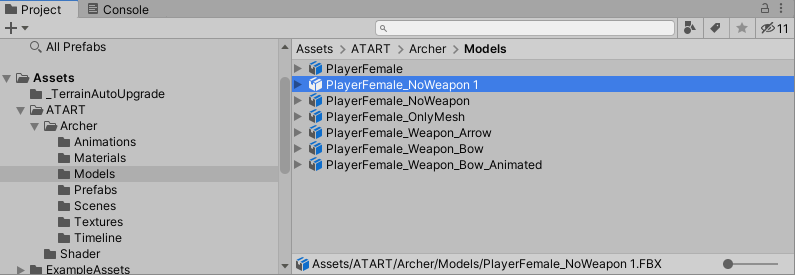 Project
Console
11
All Prefabs
Assets
_TerrainAutoUpgrade
ATART
Archer
Animations
Materials
Models
Prefabs
Scenes
Textures
Timeline
Shader
ExampleAssets
Assets > ATART > Archer > Models
PlayerFemale
PlayerFemale_NoWeapon 1
PlayerFemale_NoWeapon
PlayerFemale_OnlyMesh
PlayerFemale_Weapon_Arrow
PlayerFemale_Weapon_Bow
PlayerFemale_Weapon_Bow_Animated
Assets/ATART/Archer/Models/PlayerFemale_NoWeapon 1.FBX